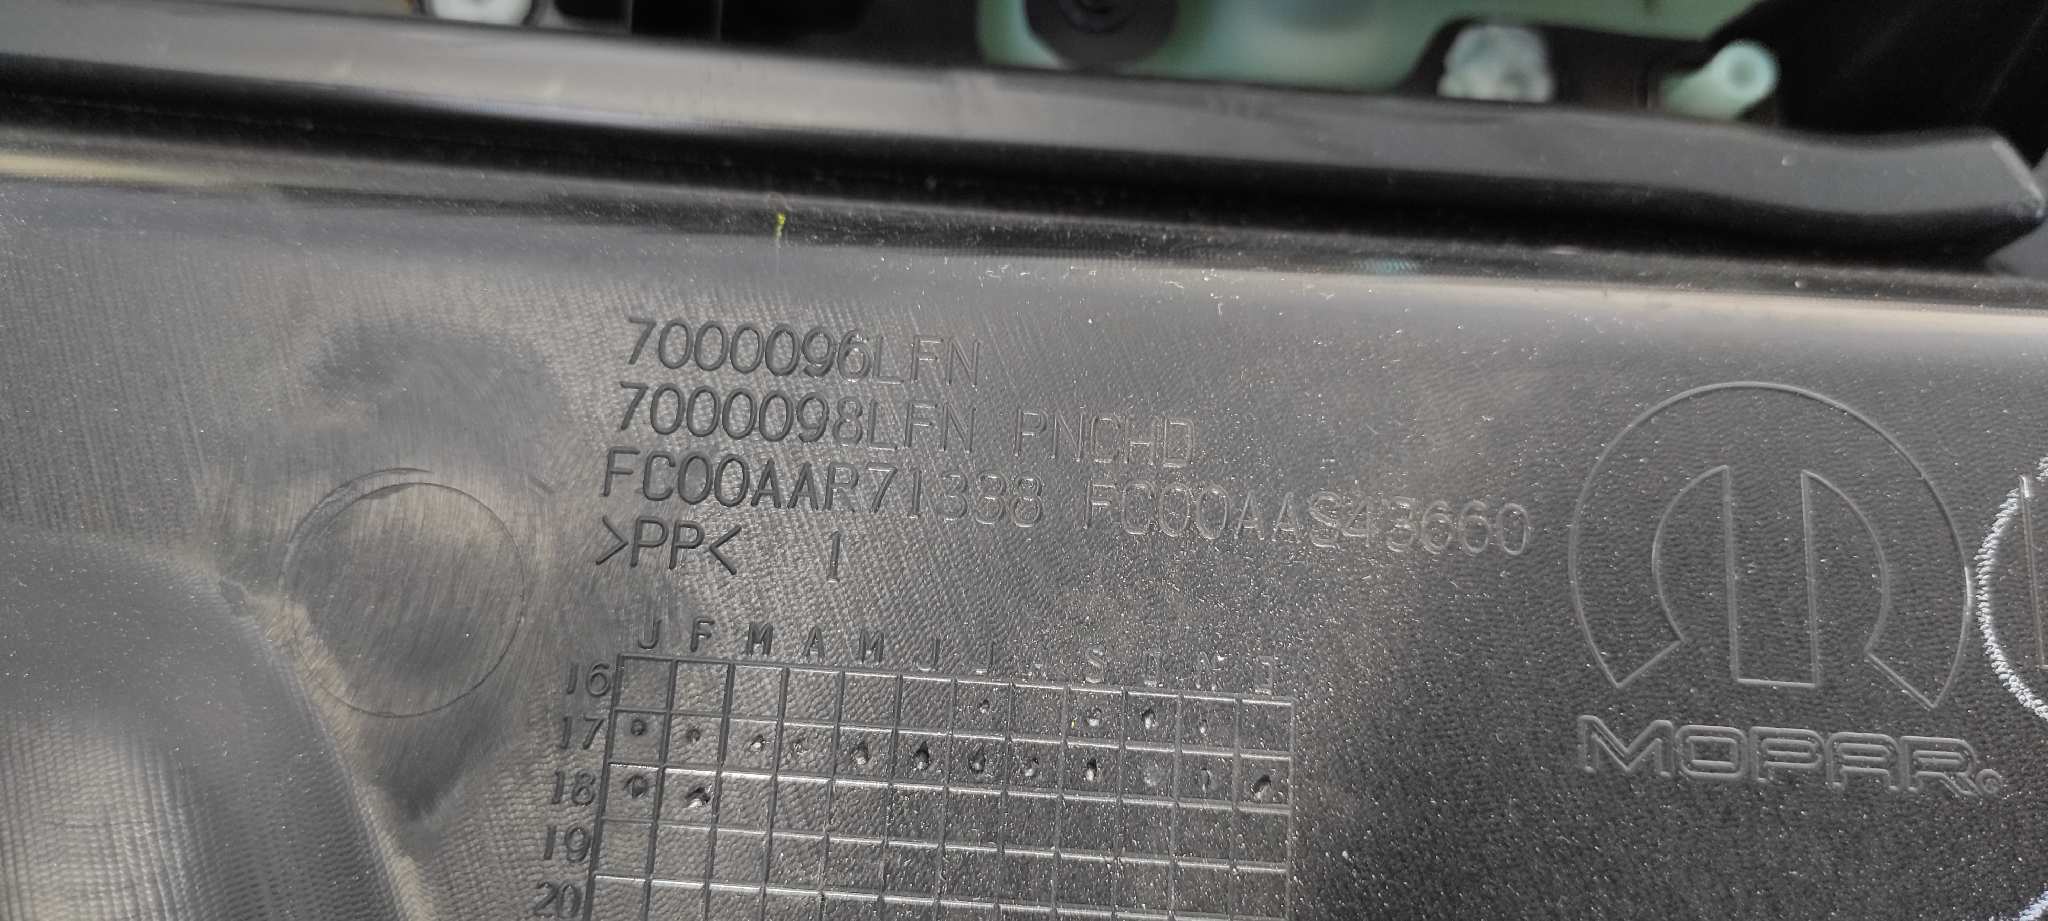 7000096LFN
7000098LFN PNCHD
FC00AAR71338 FC00AAS43660
>PP< 1
J F M A M J J S O N D
16
17
18
19
20
MOPAR